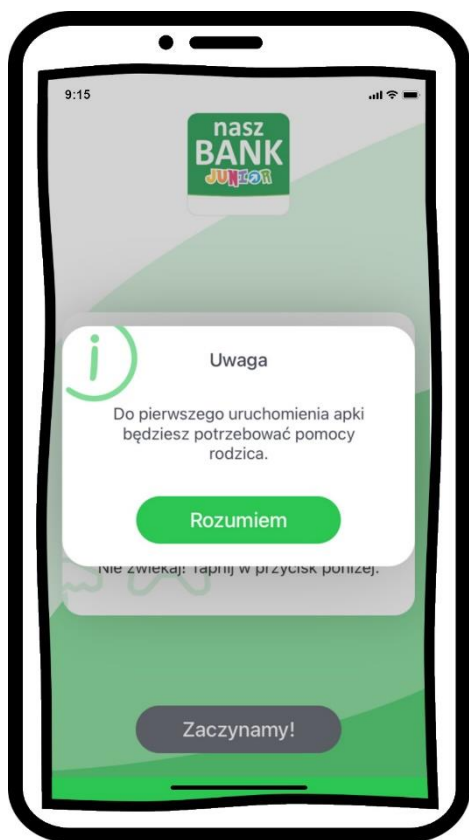 9:15
nasz
BANK
JUNIOR
Uwaga
Do pierwszego uruchomienia apki
będziesz potrzebować pomocy
rodzica.
Rozumiem
Nie zwlekaj! Tapnij w przycisk poniżej.
Zaczynamy!